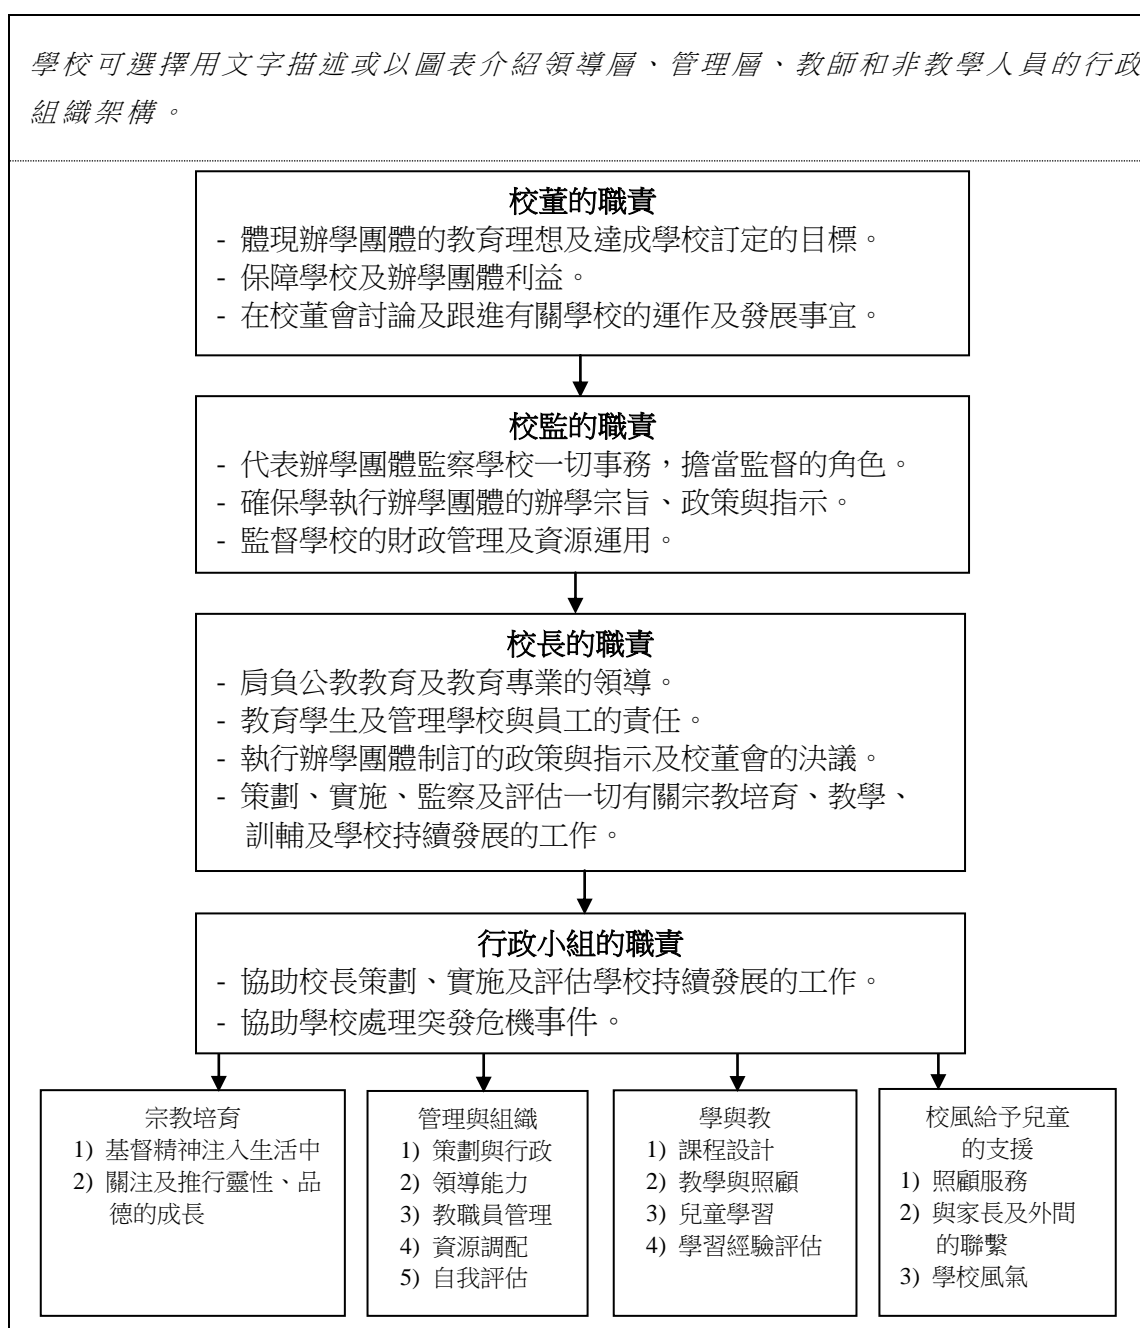 學校可選擇用文字描述或以圖表介紹領導層、管理層、教師和非教學人員的行政
組織架構。
校董的職責
- 體現辦學團體的教育理想及達成學校訂定的目標。
- 保障學校及辦學團體利益。
- 在校董會討論及跟進有關學校的運作及發展事宜。
校監的職責
- 代表辦學團體監察學校一切事務，擔當監督的角色。
- 確保學執行辦學團體的辦學宗旨、政策與指示。
- 監督學校的財政管理及資源運用。
校長的職責
- 肩負公教教育及教育專業的領導。
- 教育學生及管理學校與員工的責任。
- 執行辦學團體制訂的政策與指示及校董會的決議。
- 策劃、實施、監察及評估一切有關宗教培育、教學、
訓輔及學校持續發展的工作。
行政小組的職責
- 協助校長策劃、實施及評估學校持續發展的工作。
- 協助學校處理突發危機事件。
宗教培育
1) 基督精神注入生活中
2) 關注及推行靈性、品
德的成長
管理與組織
1) 策劃與行政
2) 領導能力
3) 教職員管理
4) 資源調配
5) 自我評估
學與教
1) 課程設計
2) 教學與照顧
3) 兒童學習
4) 學習經驗評估
校風給予兒童
的支援
1) 照顧服務
2) 與家長及外間
的聯繫
3) 學校風氣